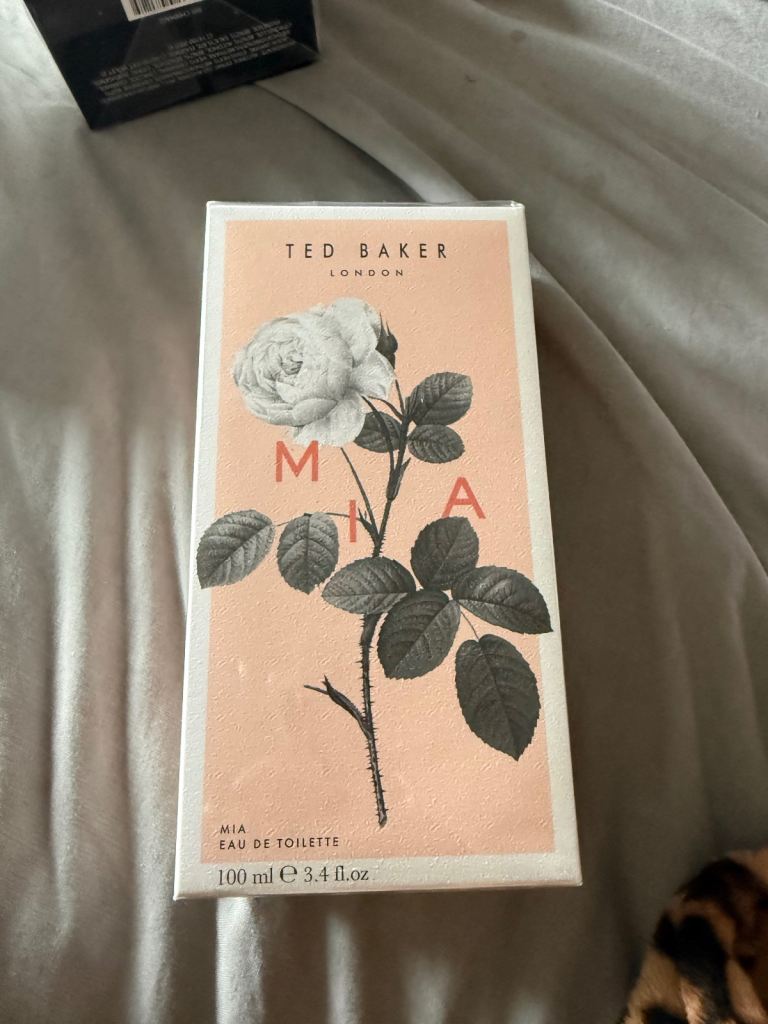 TED BAKER
LONDON
M
I
A
MIA
EAU DE TOILETTE
100 ml ℮ 3.4 fl.oz